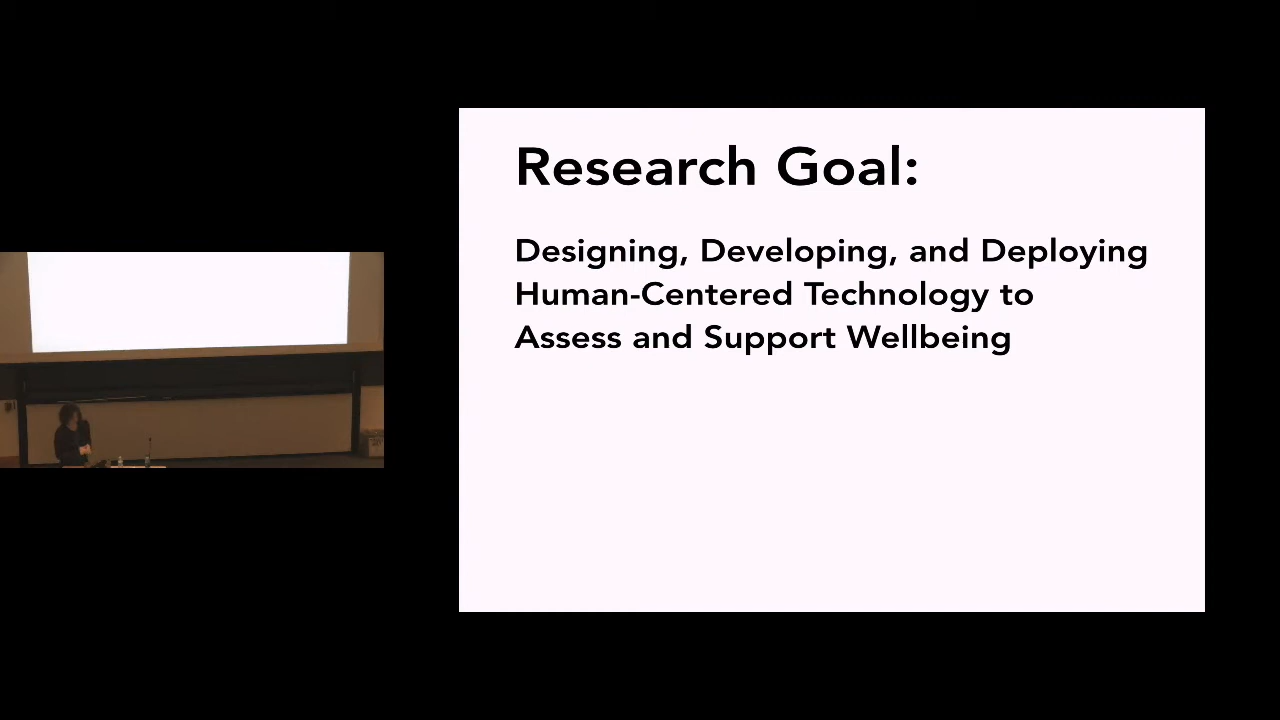 Research Goal:
Designing, Developing, and Deploying
Human-Centered Technology to
Assess and Support Wellbeing